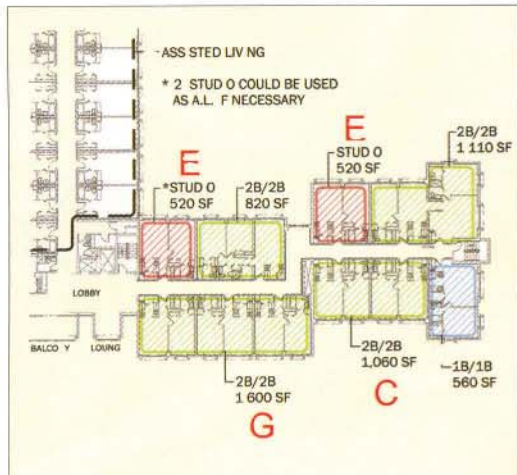 ASS STED LIV NG
* 2 STUD O COULD BE USED
AS A.L. F NECESSARY
E
*STUD O
520 SF
2B/2B
820 SF
E
STUD O
520 SF
2B/2B
1 110 SF
LOBBY
BALCO Y
LOUNG
2B/2B
1 600 SF
G
2B/2B
1,060 SF
C
1B/1B
560 SF